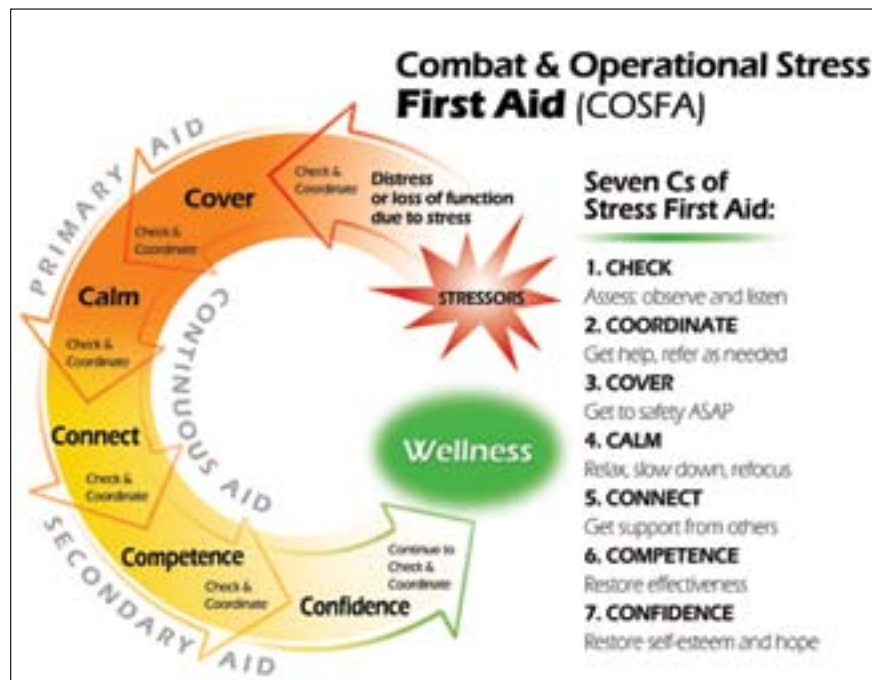 Combat & Operational Stress
First Aid (COSFA)
PRIMARY AID
CONTINUOUS AID
SECONDARY AID
STRESSORS
Distress
or loss of function
due to stress
Check &
Coordinate
Cover
Check &
Coordinate
Calm
Check &
Coordinate
Connect
Check &
Coordinate
Competence
Check &
Coordinate
Confidence
Continue to
Check &
Coordinate
Wellness
Seven Cs of
Stress First Aid:
1. CHECK
Assess: observe and listen
2. COORDINATE
Get help, refer as needed
3. COVER
Get to safety ASAP
4. CALM
Relax, slow down, refocus
5. CONNECT
Get support from others
6. COMPETENCE
Restore effectiveness
7. CONFIDENCE
Restore self-esteem and hope